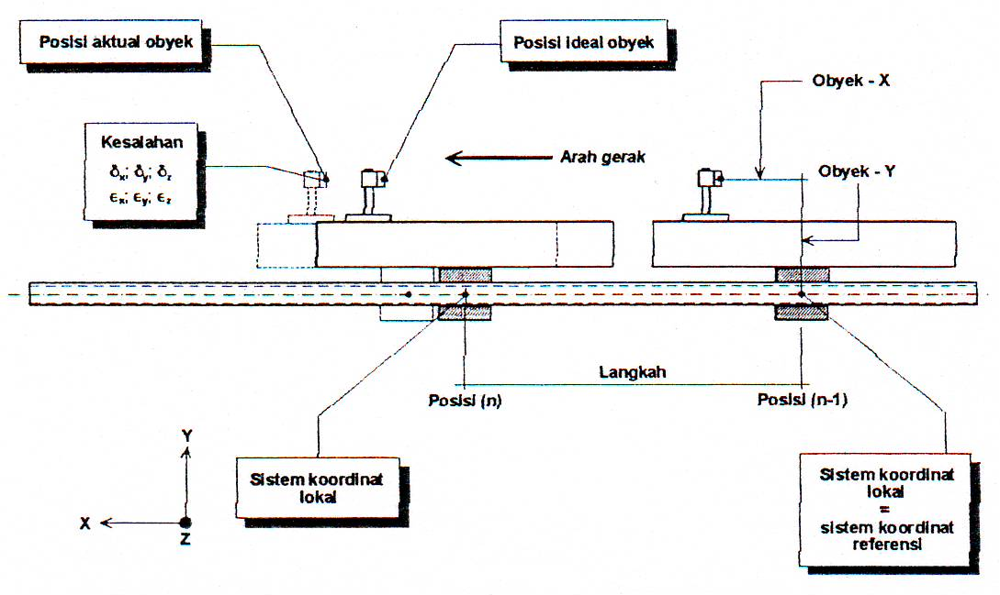 Posisi aktual obyek
Posisi ideal obyek
Obyek - X
Kesalahan
δx; δy; δz
ϵx; ϵy; ϵz
Arah gerak
Obyek - Y
Langkah
Posisi (n)
Posisi (n-1)
Y
X
Z
Sistem koordinat
lokal
Sistem koordinat
lokal
=
sistem koordinat
referensi